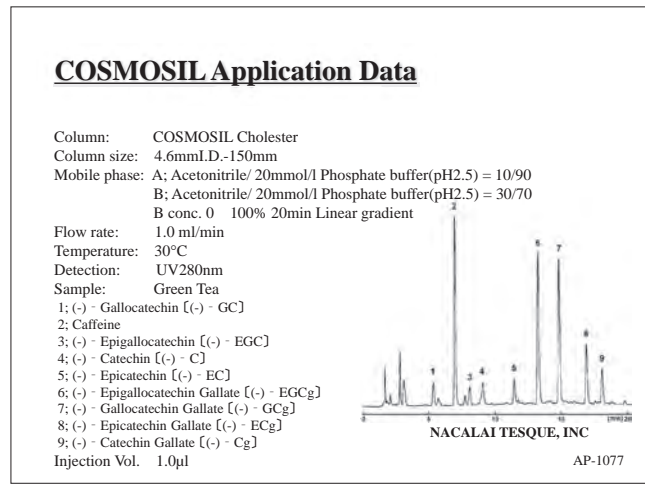 COSMOSIL Application Data
Column: COSMOSIL Cholester
Column size: 4.6mmI.D.-150mm
Mobile phase: A; Acetonitrile/ 20mmol/l Phosphate buffer(pH2.5) = 10/90
B; Acetonitrile/ 20mmol/l Phosphate buffer(pH2.5) = 30/70
B conc. 0 100% 20min Linear gradient
Flow rate: 1.0 ml/min
Temperature: 30°C
Detection: UV280nm
Sample: Green Tea
1; (-) - Gallocatechin〔(-) - GC〕
2; Caffeine
3; (-) - Epigallocatechin〔(-) - EGC〕
4; (-) - Catechin〔(-) - C〕
5; (-) - Epicatechin〔(-) - EC〕
6; (-) - Epigallocatechin Gallate〔(-) - EGCg〕
7; (-) - Gallocatechin Gallate〔(-) - GCg〕
8; (-) - Epicatechin Gallate〔(-) - ECg〕
9; (-) - Catechin Gallate〔(-) - Cg〕
Injection Vol. 1.0µl
2
6
7
8
9
1
3
4
5
0 5 10
NACALAI TESQUE, INC
AP-1077